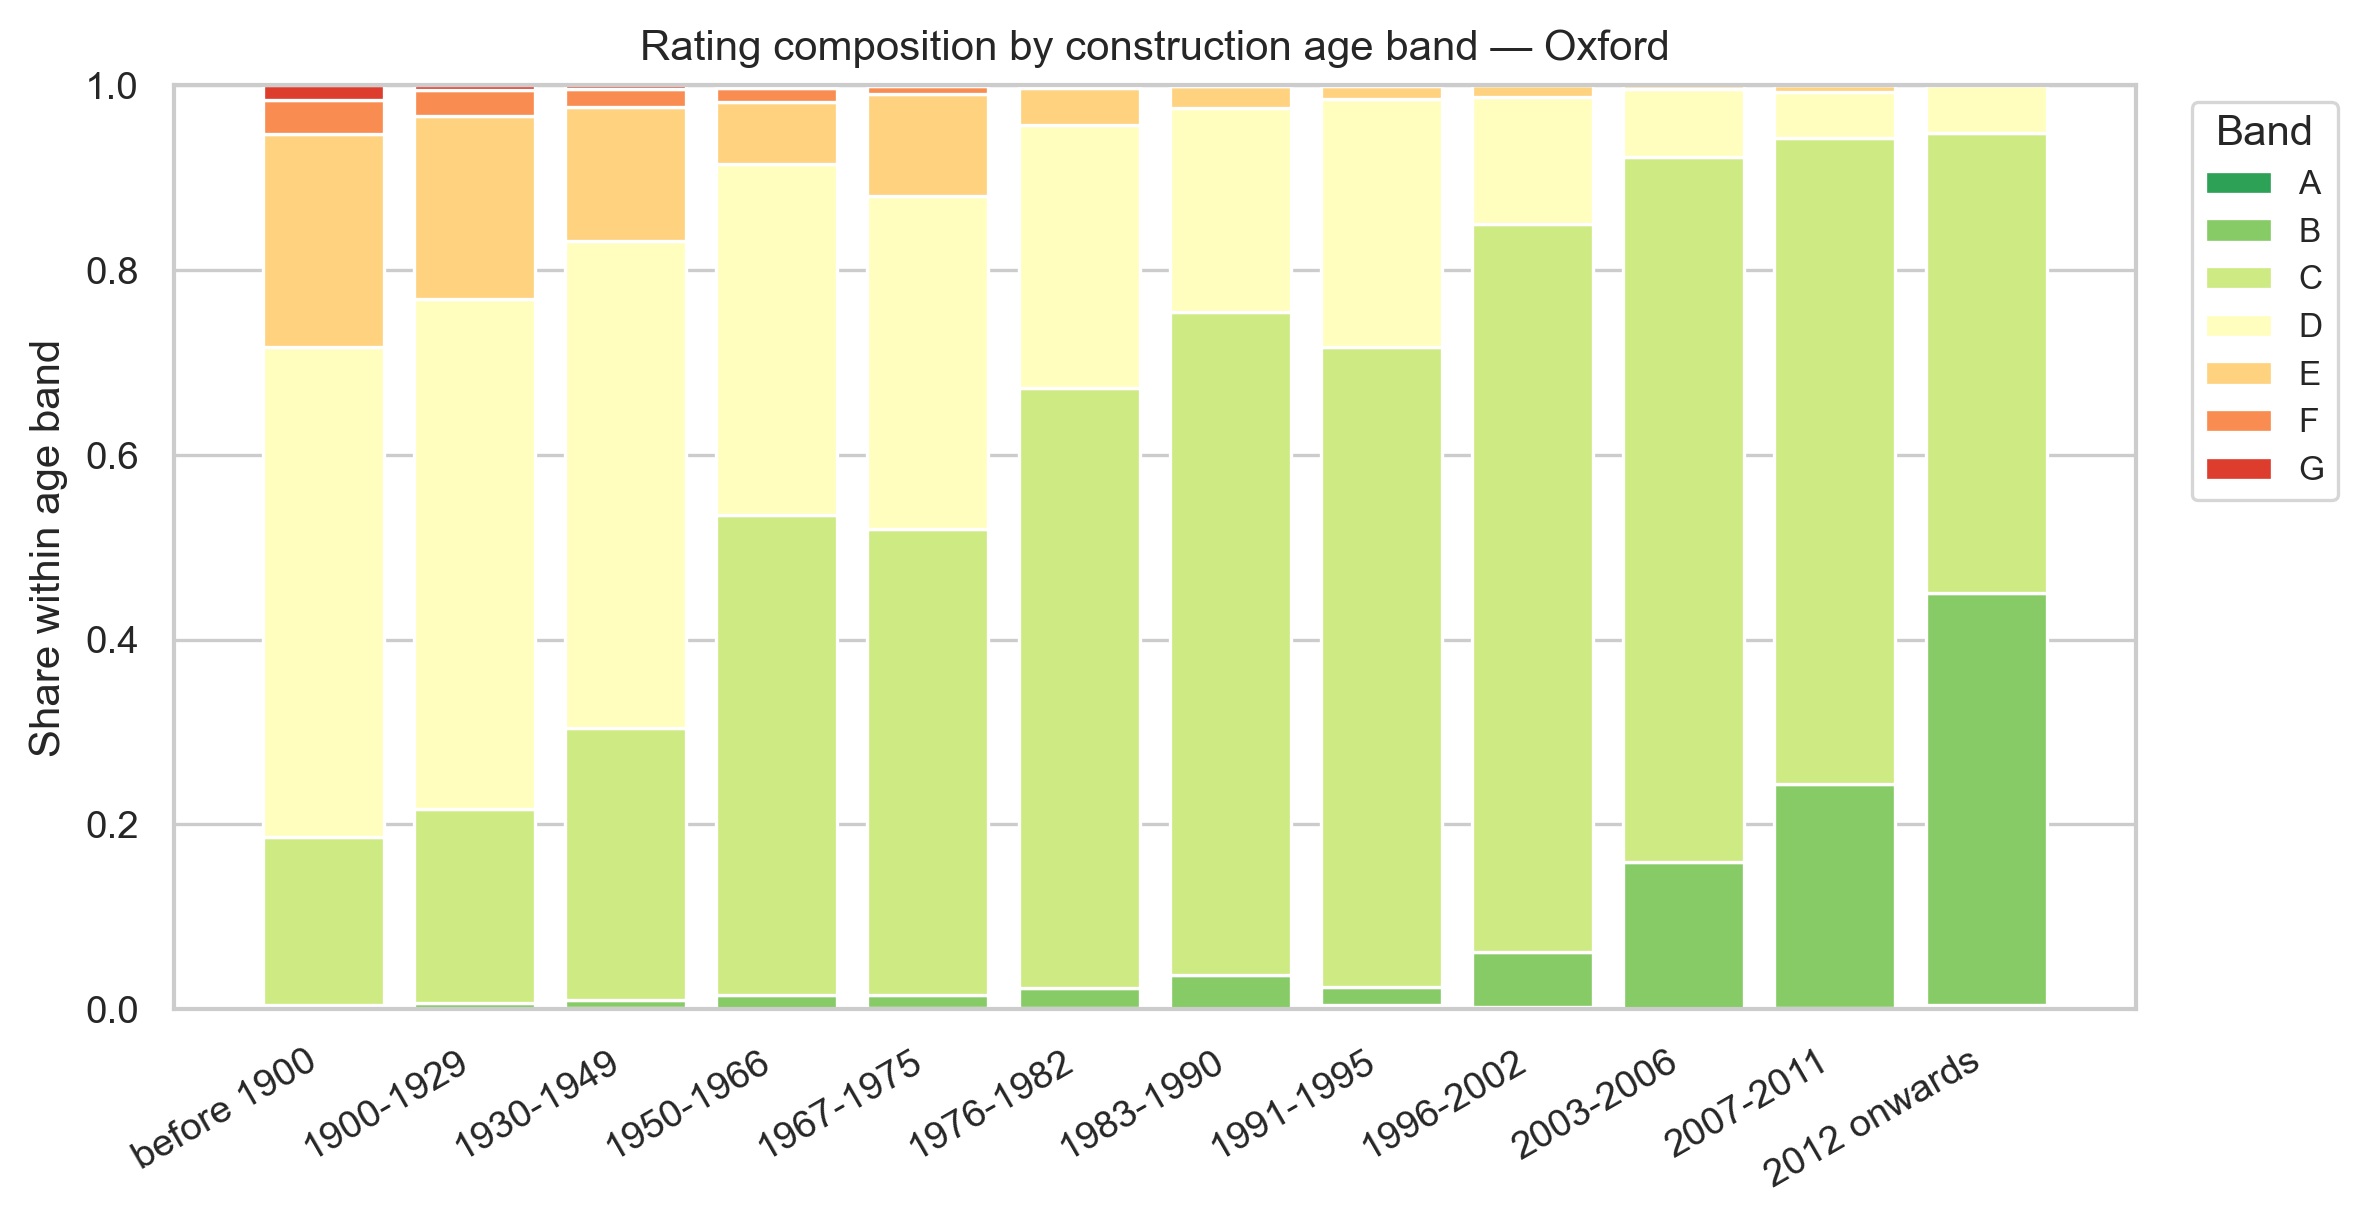 Rating composition by construction age band — Oxford
Share within age band
1.0
0.8
0.6
0.4
0.2
0.0
before 1900
1900-1929
1930-1949
1950-1966
1967-1975
1976-1982
1983-1990
1991-1995
1996-2002
2003-2006
2007-2011
2012 onwards
Band
A
B
C
D
E
F
G